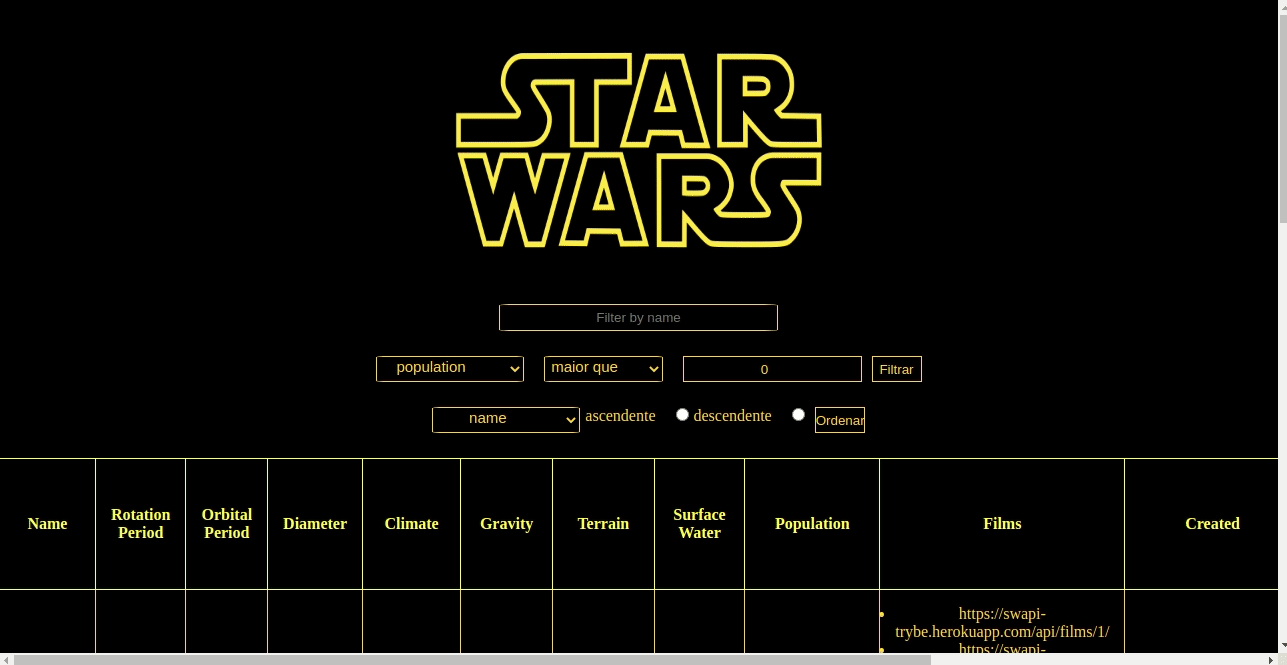 STAR
WARS
Filter by name
population maior que 0 Filtrar
name ascendente descendente Ordenar
Name Rotation Period Orbital Period Diameter Climate Gravity Terrain Surface Water Population Films Created
https://swapi-
trybe.herokuapp.com/api/films/1/
https://swapi-